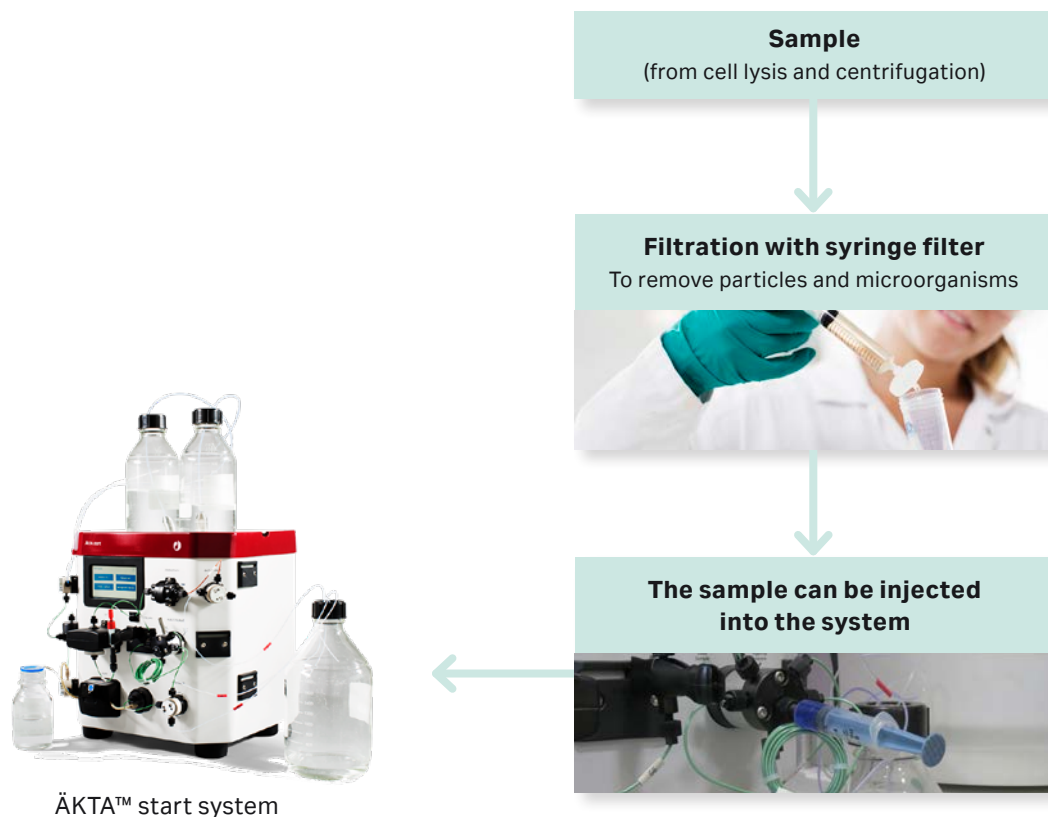 Sample
(from cell lysis and centrifugation)
Filtration with syringe filter
To remove particles and microorganisms
The sample can be injected
into the system
ÄKTA™ start system